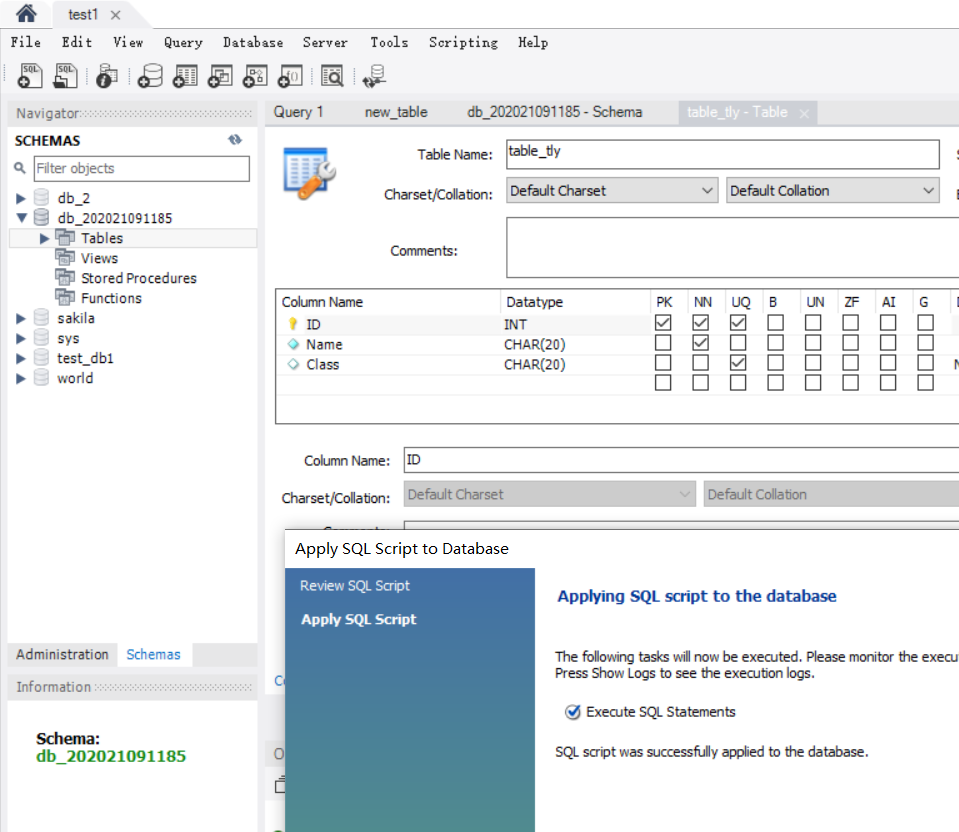 test1
File Edit View Query Database Server Tools Scripting Help
SQL SQL
Navigator
SCHEMAS
Filter objects
db_2
db_202021091185
Tables
Views
Stored Procedures
Functions
sakila
sys
test_db1
world
Administration Schemas
Information
Schema:
db_202021091185
Query 1 new_table db_202021091185 - Schema table_tly - Table
Table Name: table_tly
Charset/Collation: Default Charset Default Collation
Comments:
Column Name Datatype PK NN UQ B UN ZF AI G
ID INT
Name CHAR(20)
Class CHAR(20)
Column Name: ID
Charset/Collation: Default Charset Default Collation
Apply SQL Script to Database
Review SQL Script
Apply SQL Script
Applying SQL script to the database
The following tasks will now be executed. Please monitor the execu
Press Show Logs to see the execution logs.
Execute SQL Statements
SQL script was successfully applied to the database.